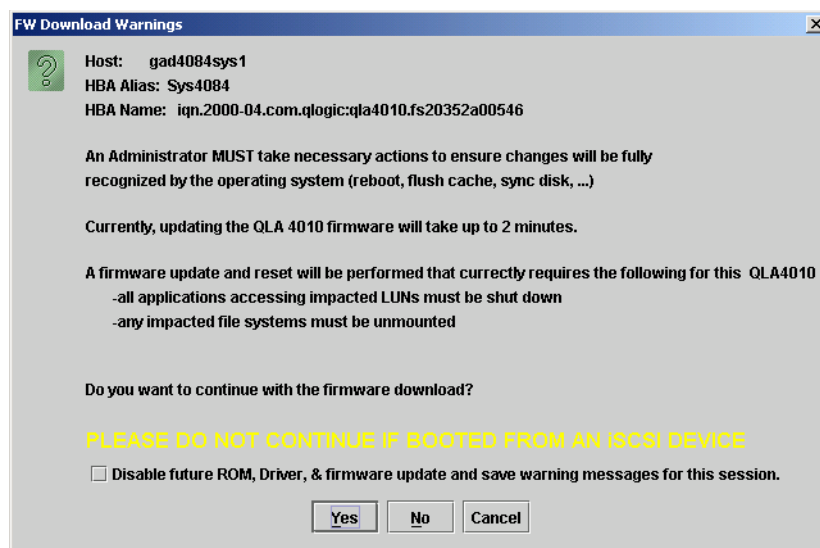 FW Download Warnings
Host: gad4084sys1
HBA Alias: Sys4084
HBA Name: iqn.2000-04.com.qlogic:qla4010.fs20352a00546
An Administrator MUST take necessary actions to ensure changes will be fully
recognized by the operating system (reboot, flush cache, sync disk, ...)
Currently, updating the QLA 4010 firmware will take up to 2 minutes.
A firmware update and reset will be performed that currently requires the following for this QLA4010
-all applications accessing impacted LUNs must be shut down
-any impacted file systems must be unmounted
Do you want to continue with the firmware download?
PLEASE DO NOT CONTINUE IF BOOTED FROM AN iSCSI DEVICE
Disable future ROM, Driver, & firmware update and save warning messages for this session.
Yes No Cancel